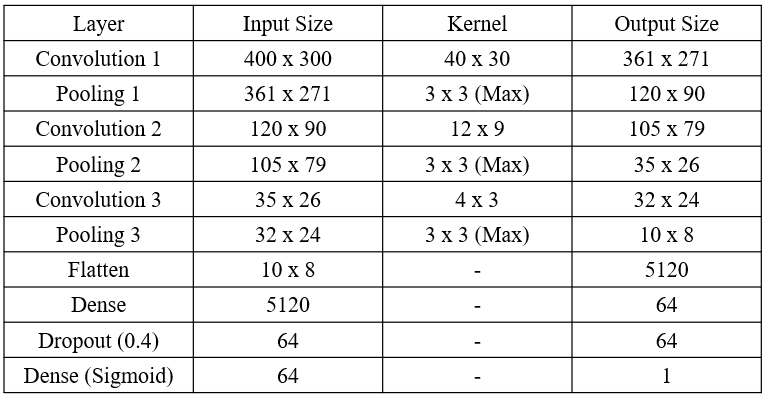 Layer Input Size Kernel Output Size
Convolution 1 400 x 300 40 x 30 361 x 271
Pooling 1 361 x 271 3 x 3 (Max) 120 x 90
Convolution 2 120 x 90 12 x 9 105 x 79
Pooling 2 105 x 79 3 x 3 (Max) 35 x 26
Convolution 3 35 x 26 4 x 3 32 x 24
Pooling 3 32 x 24 3 x 3 (Max) 10 x 8
Flatten 10 x 8 - 5120
Dense 5120 - 64
Dropout (0.4) 64 - 64
Dense (Sigmoid) 64 - 1